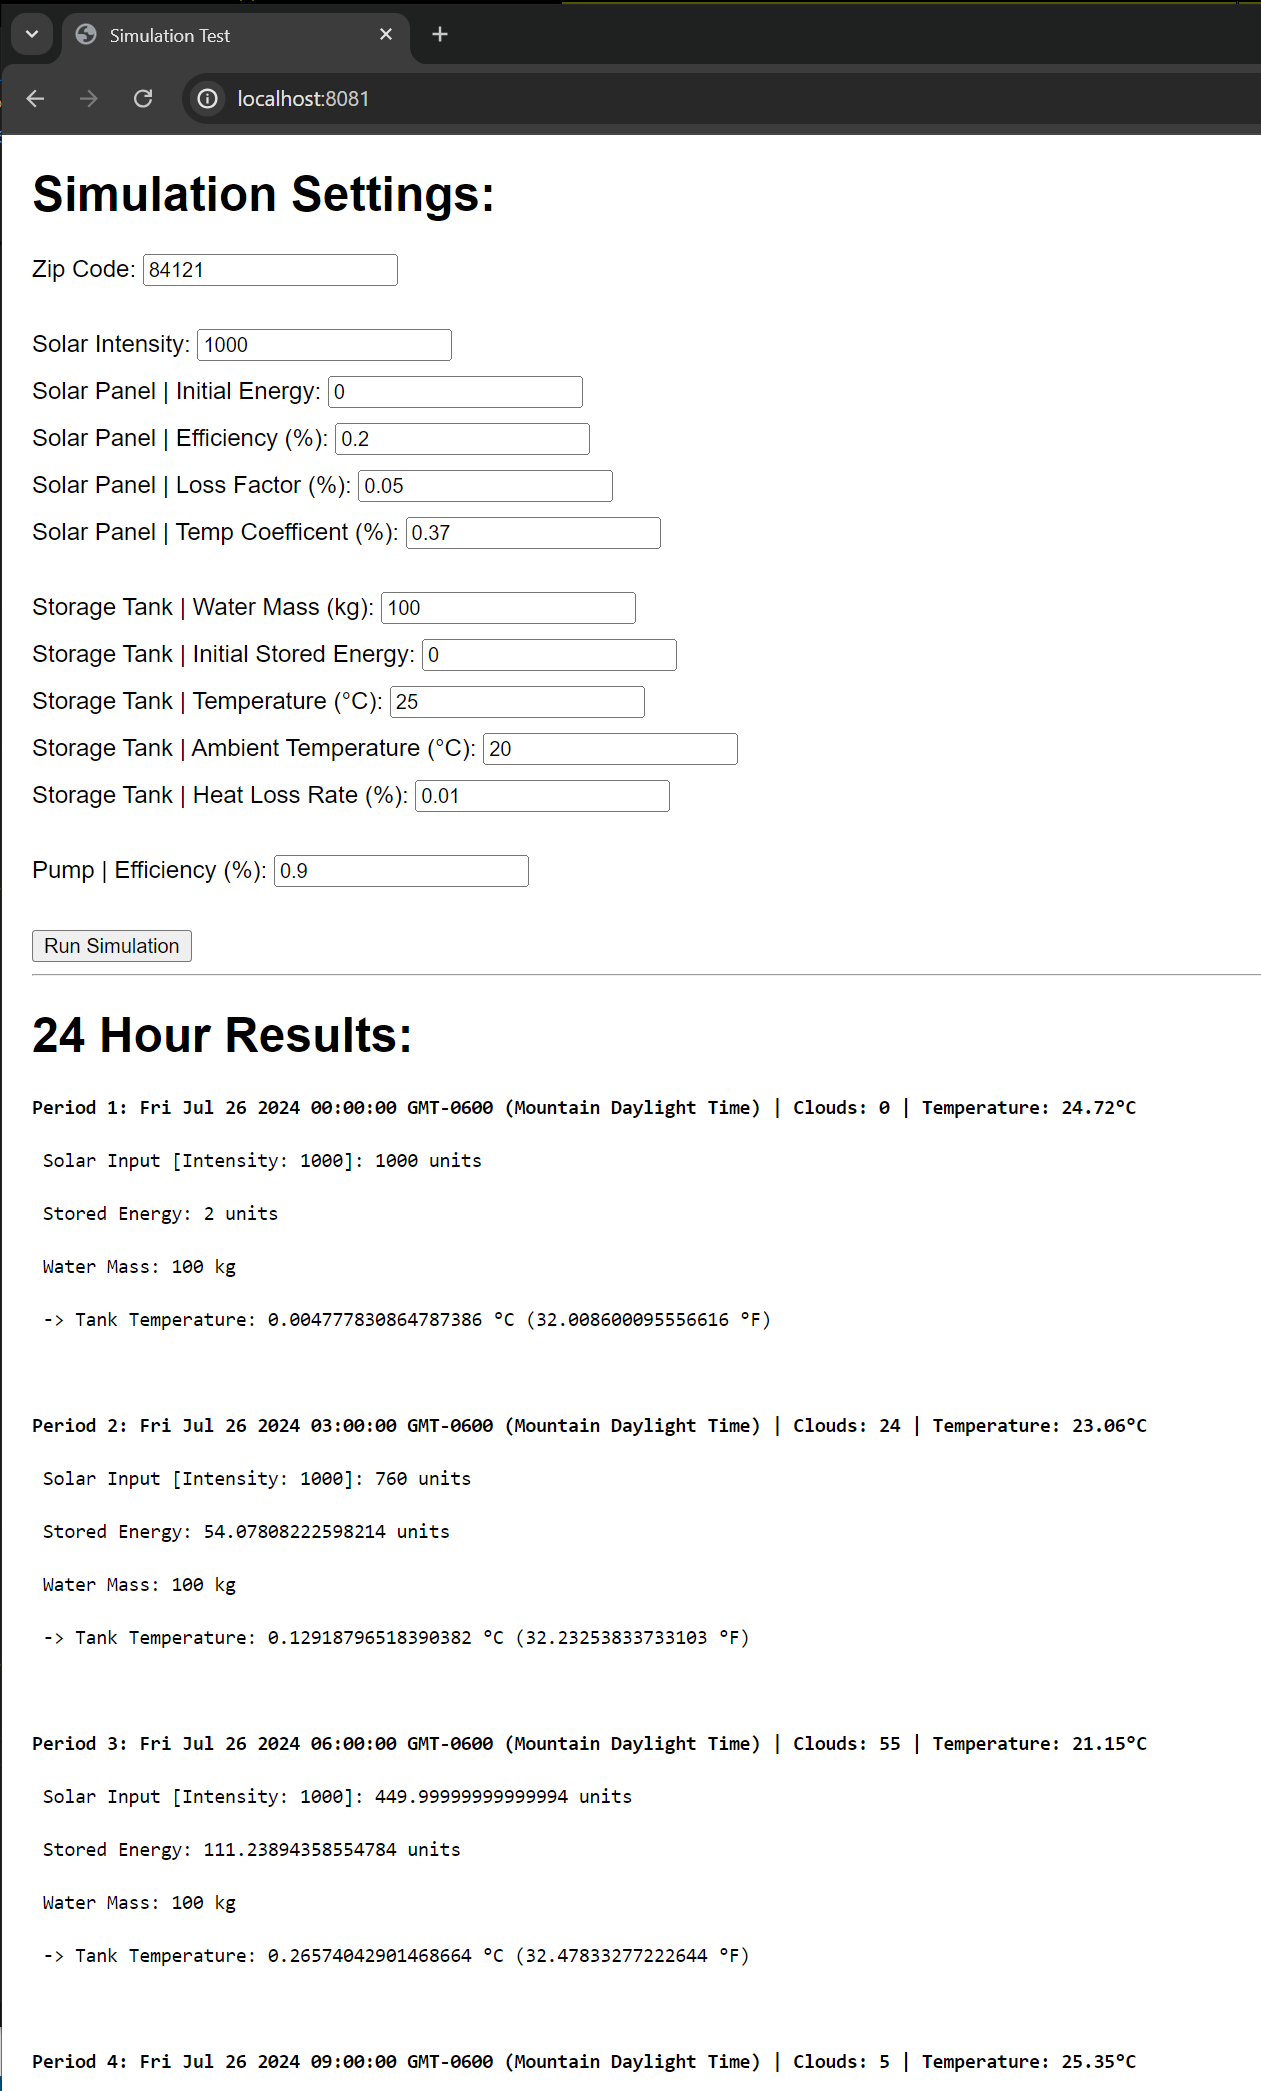 Simulation Test
localhost:8081
Simulation Settings:
Zip Code: 84121
Solar Intensity: 1000
Solar Panel | Initial Energy: 0
Solar Panel | Efficiency (%): 0.2
Solar Panel | Loss Factor (%): 0.05
Solar Panel | Temp Coefficent (%): 0.37
Storage Tank | Water Mass (kg): 100
Storage Tank | Initial Stored Energy: 0
Storage Tank | Temperature (°C): 25
Storage Tank | Ambient Temperature (°C): 20
Storage Tank | Heat Loss Rate (%): 0.01
Pump | Efficiency (%): 0.9
Run Simulation
24 Hour Results:
Period 1: Fri Jul 26 2024 00:00:00 GMT-0600 (Mountain Daylight Time) | Clouds: 0 | Temperature: 24.72°C
Solar Input [Intensity: 1000]: 1000 units
Stored Energy: 2 units
Water Mass: 100 kg
-> Tank Temperature: 0.004777830864787386 °C (32.008600095556616 °F)
Period 2: Fri Jul 26 2024 03:00:00 GMT-0600 (Mountain Daylight Time) | Clouds: 24 | Temperature: 23.06°C
Solar Input [Intensity: 1000]: 760 units
Stored Energy: 54.07808222598214 units
Water Mass: 100 kg
-> Tank Temperature: 0.12918796518390382 °C (32.23253833733103 °F)
Period 3: Fri Jul 26 2024 06:00:00 GMT-0600 (Mountain Daylight Time) | Clouds: 55 | Temperature: 21.15°C
Solar Input [Intensity: 1000]: 449.99999999999994 units
Stored Energy: 111.23894358554784 units
Water Mass: 100 kg
-> Tank Temperature: 0.26574042901468664 °C (32.47833277222644 °F)
Period 4: Fri Jul 26 2024 09:00:00 GMT-0600 (Mountain Daylight Time) | Clouds: 5 | Temperature: 25.35°C